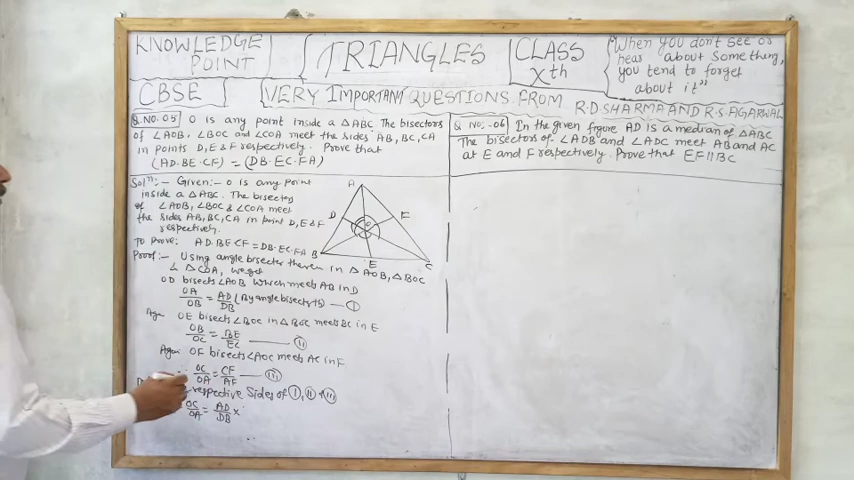 KNOWLEDGE
POINT
TRIANGLES
CLASS
Xth
"When you don't see or
hear about something,
you tend to forget
about it"
CBSE
VERY IMPORTANT QUESTIONS FROM R.D SHARMA AND R.S. AGARWAL
Q.NO.05 O is any point inside a △ABC. The bisectors
of ∠AOB, ∠BOC and ∠COA meet the sides AB, BC, CA
in points D, E & F respectively. Prove that
(AD.BE.CF) = (DB.EC.FA)
Soln:- Given:- O is any point
inside a △ABC. The bisectors
of ∠AOB, ∠BOC & ∠COA meet
the sides AB, BC, CA in point D, E & F
respectively.
To Prove: AD.BE.CF = DB.EC.FA
Proof:- Using angle bisector theorem in △AOB, △BOC
& △COA, we get
OD bisects ∠AOB which meets AB in D
OA/OB = AD/DB (By angle bisects th) — (i)
Again OE bisects ∠BOC in △BOC meets BC in E
OB/OC = BE/EC — (ii)
Again OF bisects ∠AOC meets AC in F
OC/OA = CF/AF — (iii)
respective sides of (i), (ii) & (iii)
OC/OA = AD/DB ×
A
D
F
O
B
E
C
Q NO.-06 In the given figure AD is a median of △ABC
The bisectors of ∠ADB and ∠ADC meet AB and AC
at E and F respectively. Prove that EF||BC